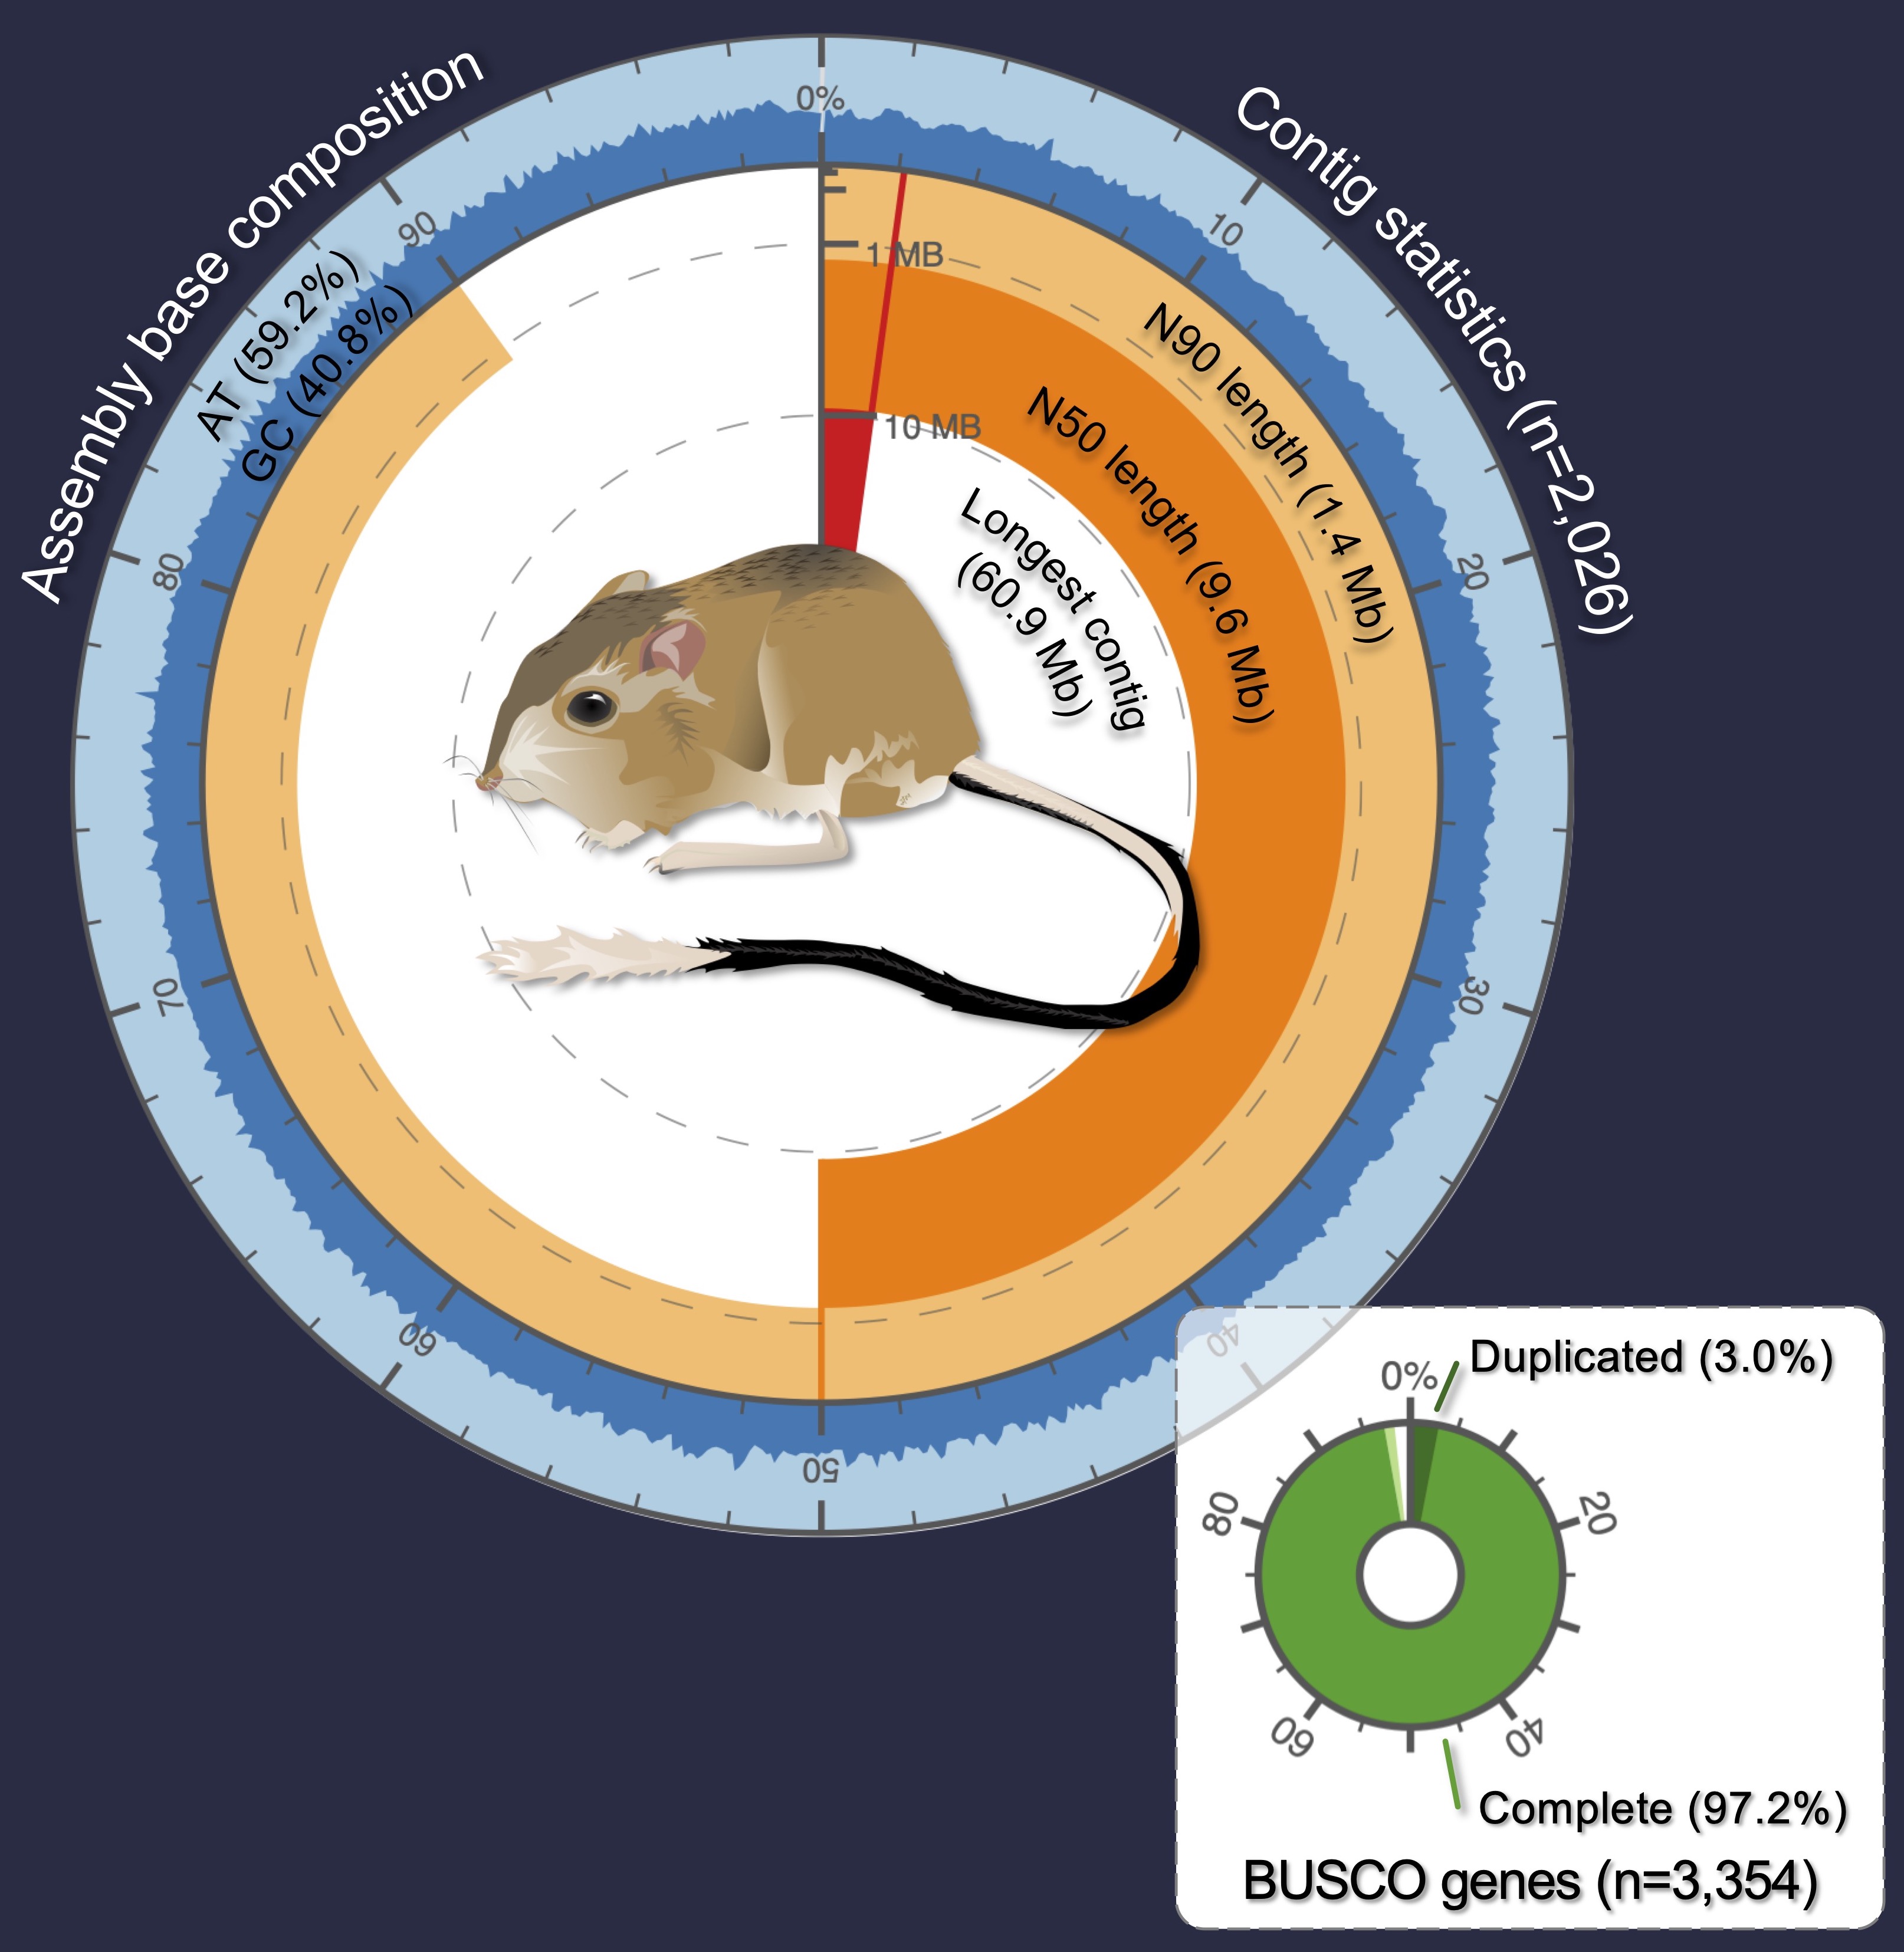 Assembly base composition
Contig statistics (n=2,026)
AT (59.2%)
GC (40.8%)
0%
10
20
30
40
50
60
70
80
90
1 MB
10 MB
N90 length (1.4 Mb)
N50 length (9.6 Mb)
Longest contig
(60.9 Mb)
Duplicated (3.0%)
0%
20
40
60
80
Complete (97.2%)
BUSCO genes (n=3,354)